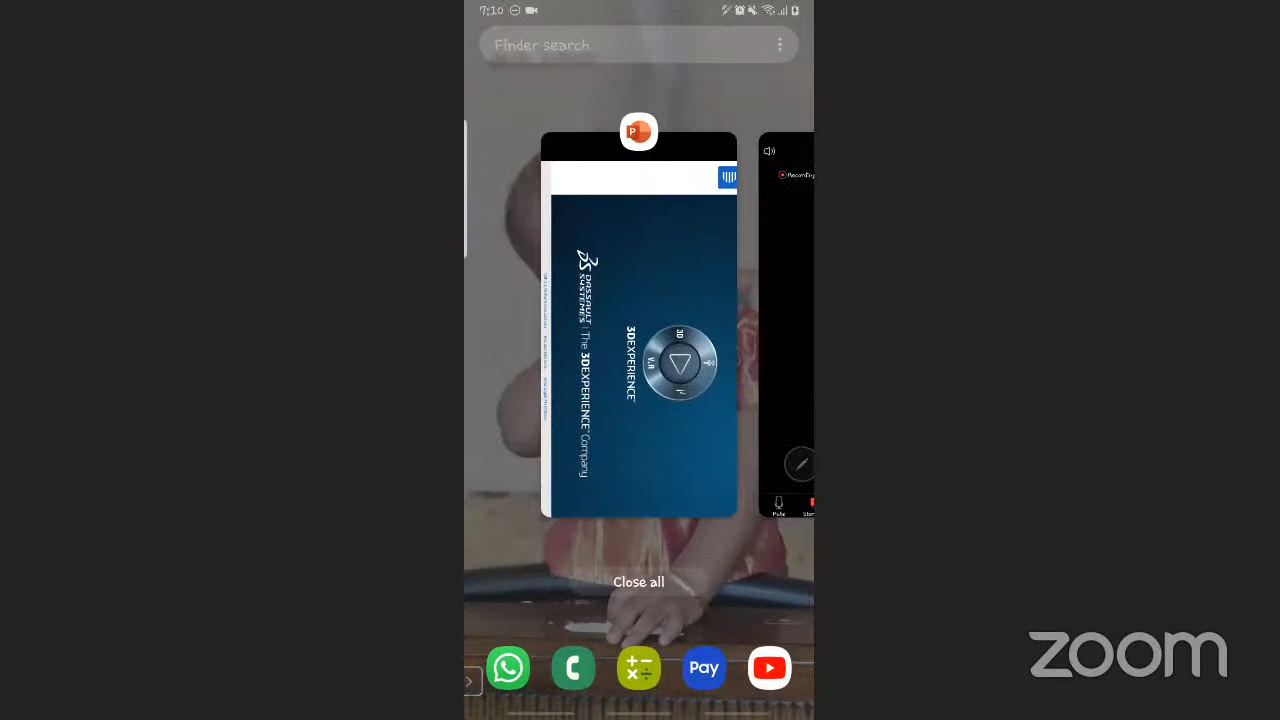 7:10
Finder search
P
DASSAULT SYSTEMES | The 3DEXPERIENCE® Company
3DEXPERIENCE®
3D
V.R
Close all
Pay
zoom